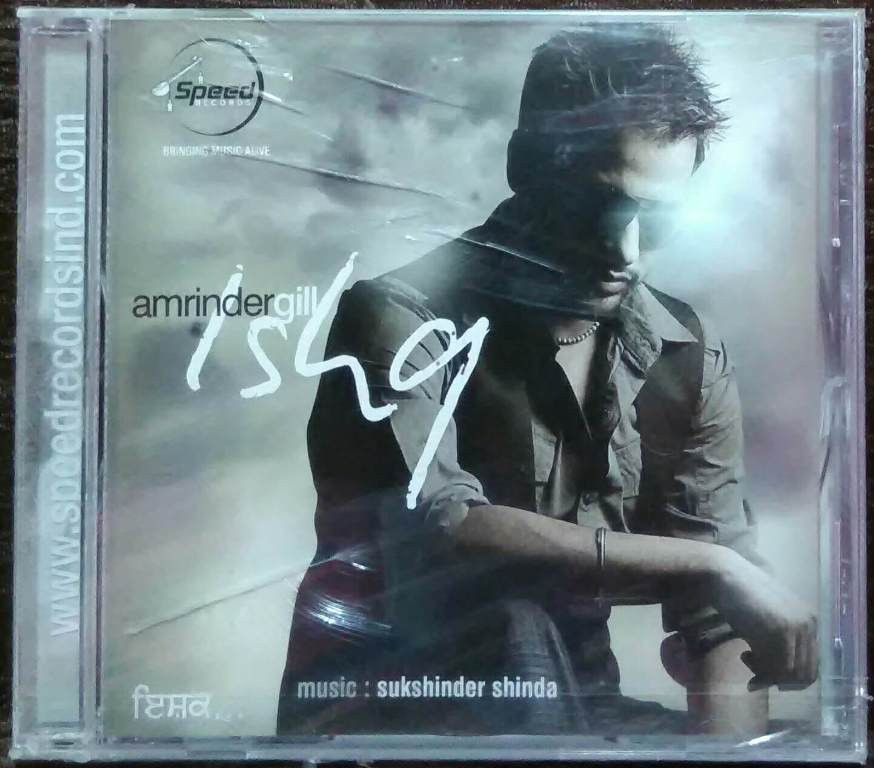 www.speedrecordsind.com
Speed
RECORDS
BRINGING MUSIC ALIVE
amrindergill
Ishq
music : sukshinder shinda
ਇਸ਼ਕ...